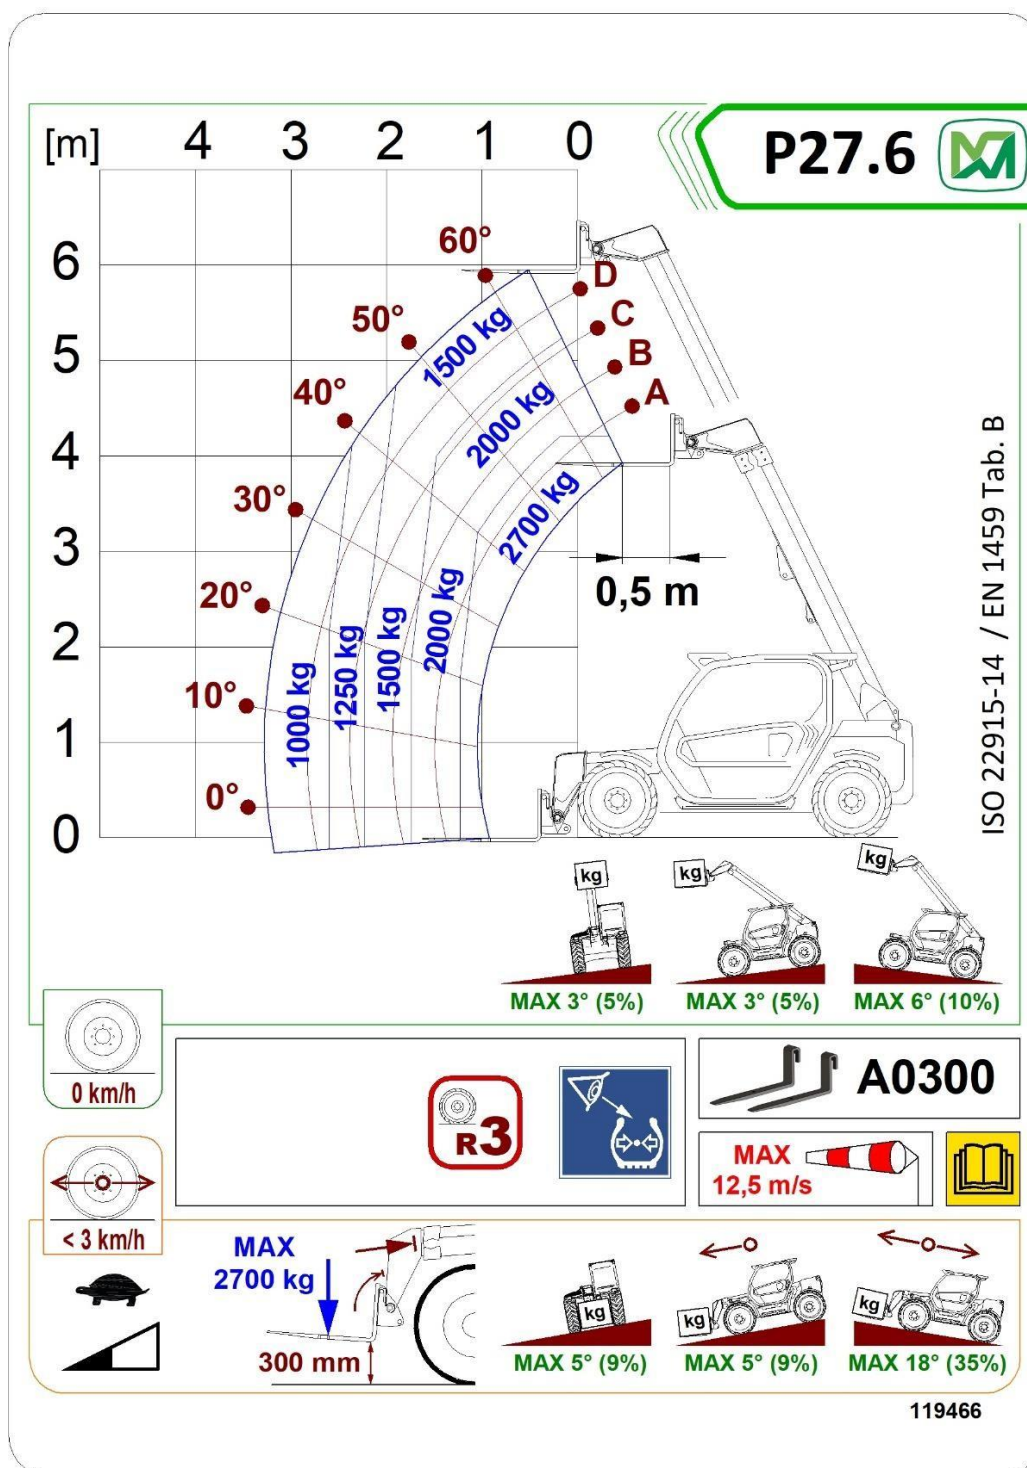 [m] 4 3 2 1 0
P27.6
6
5
4
3
2
1
0
60°
50°
40°
30°
20°
10°
0°
D
C
B
A
1500 kg
2000 kg
2700 kg
2000 kg
1500 kg
1250 kg
1000 kg
0,5 m
ISO 22915-14 / EN 1459 Tab. B
kg
kg
kg
MAX 3° (5%)
MAX 3° (5%)
MAX 6° (10%)
0 km/h
R3
A0300
MAX
12,5 m/s
< 3 km/h
MAX
2700 kg
300 mm
kg
kg
kg
MAX 5° (9%)
MAX 5° (9%)
MAX 18° (35%)
119466